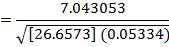 = 7.043053 / √[26.6573] (0.05334)